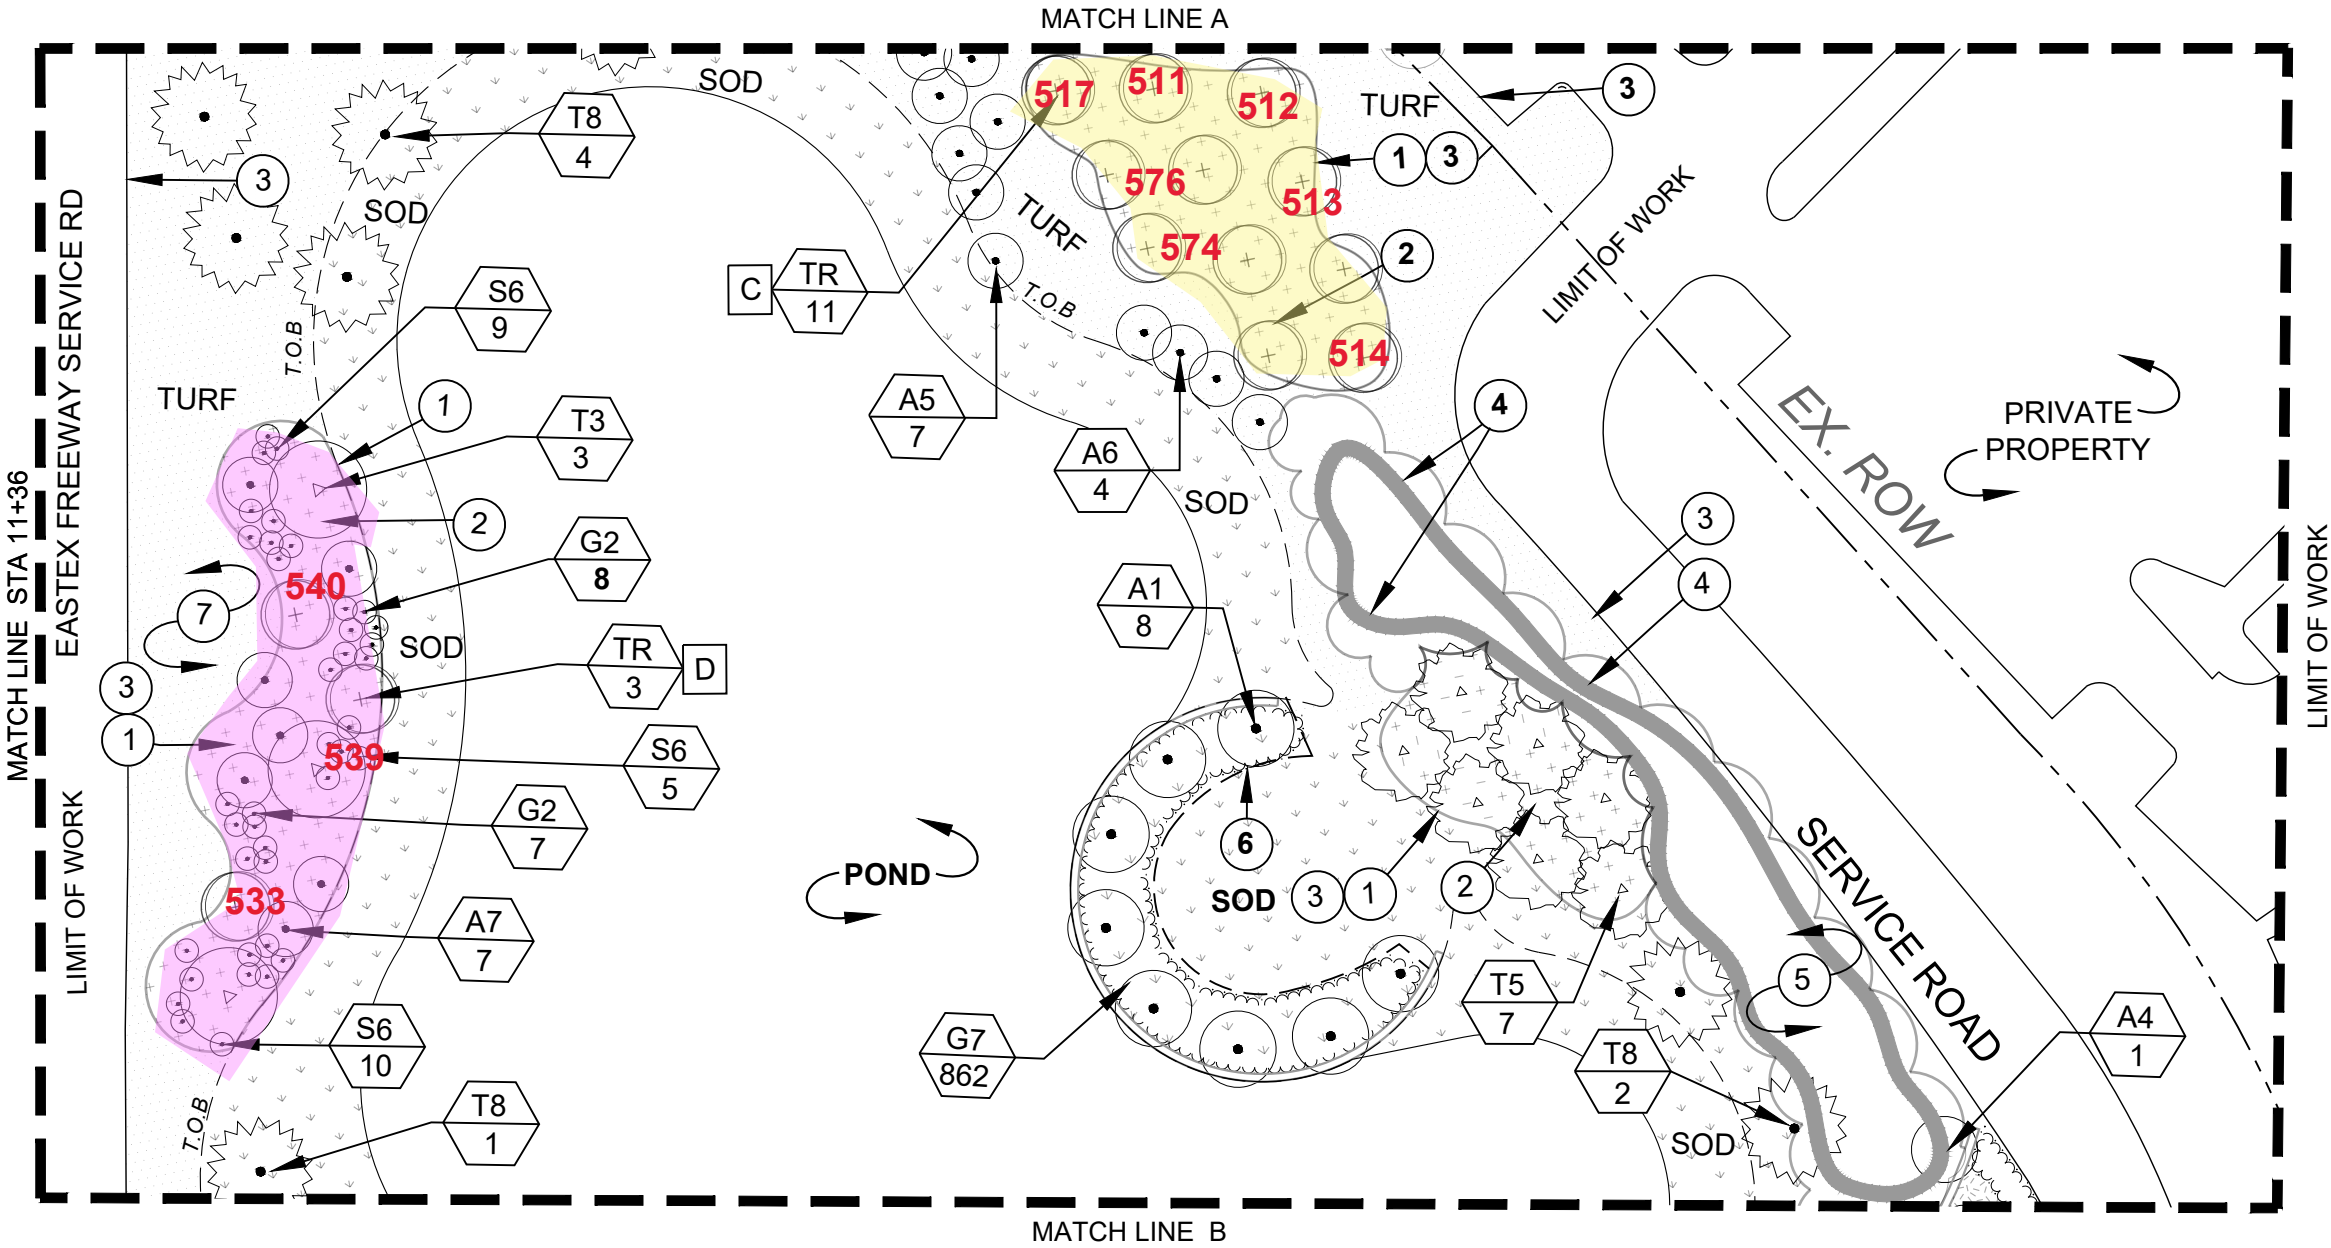 MATCH LINE A
SOD
517
511
512
TURF
3
T8
4
1
3
3
576
513
SOD
TURF
574
2
LIMIT OF WORK
C
TR
11
S6
9
T.O.B
T.O.B
514
EASTEX FREEWAY SERVICE RD
MATCH LINE  STA 11+36
TURF
1
A5
7
4
EX. ROW
PRIVATE
PROPERTY
T3
3
A6
4
SOD
2
3
G2
8
540
4
A1
8
7
SOD
LIMIT OF WORK
TR
3
D
3
1
539
S6
5
G2
7
6
SERVICE ROAD
POND
SOD
3
1
2
533
LIMIT OF WORK
A7
7
5
T5
7
S6
10
G7
862
T8
2
A4
1
T8
1
T.O.B
SOD
MATCH LINE  B